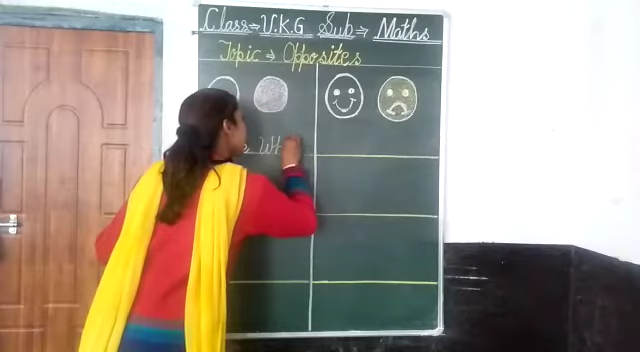 Class→ U.K.G Sub→ Maths
Topic → Opposites